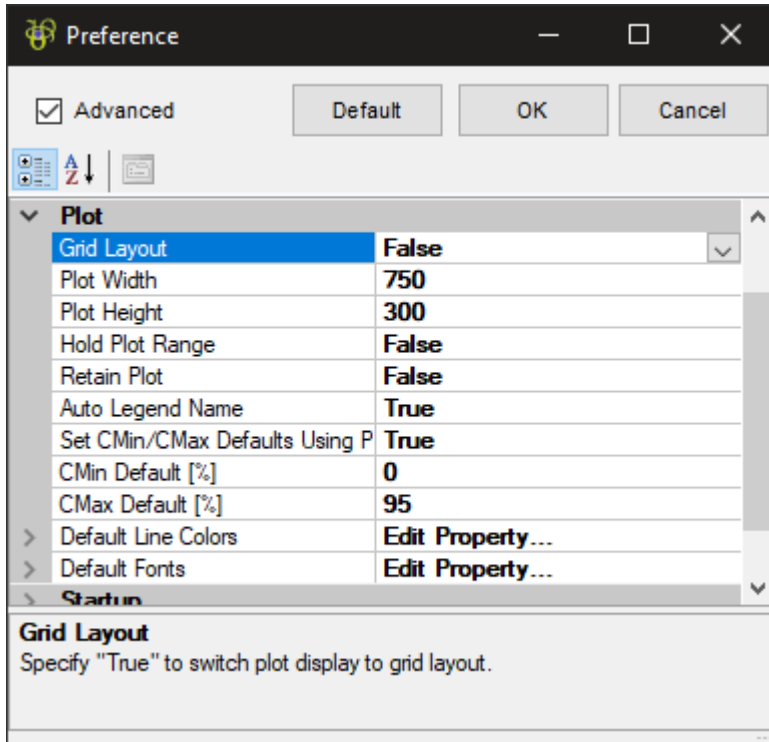 Preference
Advanced Default OK Cancel
Plot
Grid Layout False
Plot Width 750
Plot Height 300
Hold Plot Range False
Retain Plot False
Auto Legend Name True
Set CMin/CMax Defaults Using P True
CMin Default [%] 0
CMax Default [%] 95
Default Line Colors Edit Property...
Default Fonts Edit Property...
Startup
Grid Layout
Specify "True" to switch plot display to grid layout.